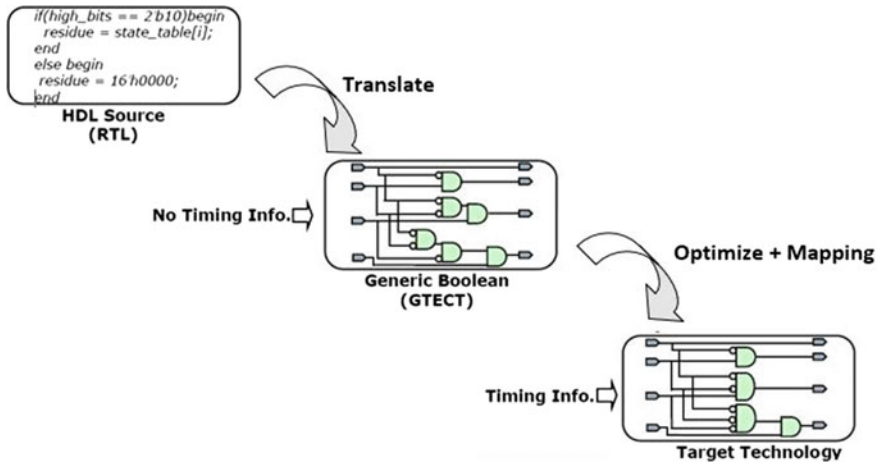 if(high_bits == 2'b10)begin
residue = state_table[i];
end
else begin
residue = 16'h0000;
end
HDL Source
(RTL)
Translate
No Timing Info.
Generic Boolean
(GTECT)
Optimize + Mapping
Timing Info.
Target Technology